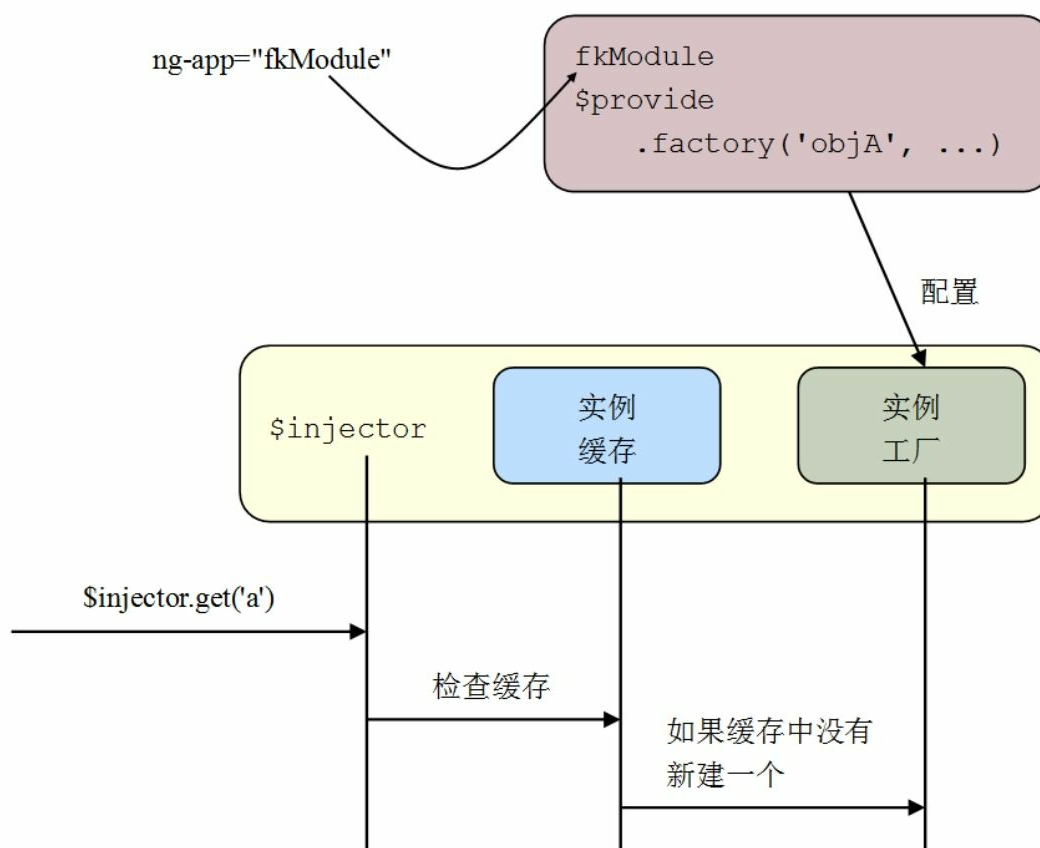 ng-app="fkModule"
fkModule
$provide
.factory('objA', ...)
配置
$injector
实例
缓存
实例
工厂
$injector.get('a')
检查缓存
如果缓存中没有
新建一个